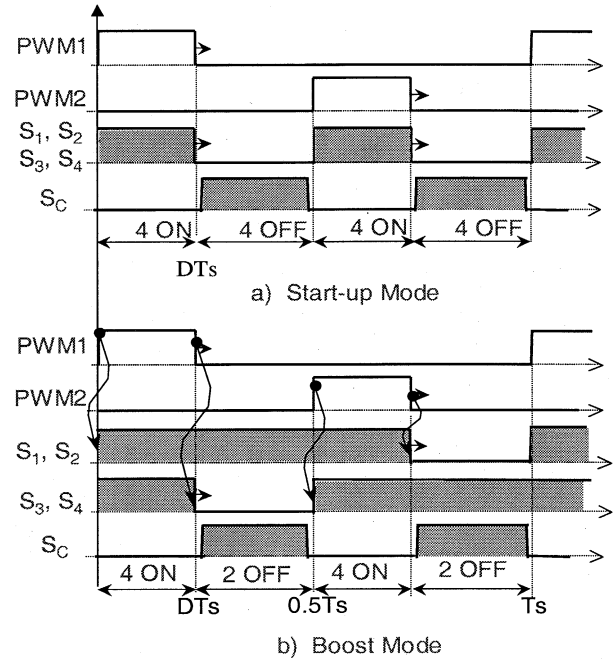 PWM1
PWM2
S1, S2
S3, S4
SC
4 ON 4 OFF 4 ON 4 OFF
DTs
a) Start-up Mode
PWM1
PWM2
S1, S2
S3, S4
SC
4 ON 2 OFF 4 ON 2 OFF
DTs 0.5Ts Ts
b) Boost Mode